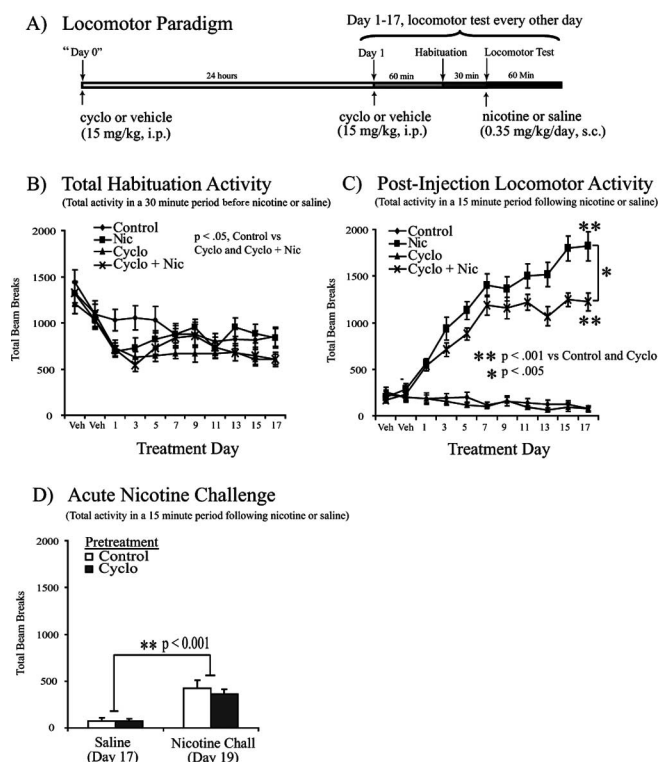 A) Locomotor Paradigm
Day 1-17, locomotor test every other day
“Day 0”
Day 1
Habituation
Locomotor Test
24 hours
60 min
30 min
60 Min
cyclo or vehicle
(15 mg/kg, i.p.)
cyclo or vehicle
(15 mg/kg, i.p.)
nicotine or saline
(0.35 mg/kg/day, s.c.)
B) Total Habituation Activity
(Total activity in a 30 minute period before nicotine or saline)
Control
Nic
Cyclo
Cyclo + Nic
p < .05, Control vs
Cyclo and Cyclo + Nic
Total Beam Breaks
2000
1500
1000
500
0
Veh Veh 1 3 5 7 9 11 13 15 17
Treatment Day
C) Post-Injection Locomotor Activity
(Total activity in a 15 minute period following nicotine or saline)
Control
Nic
Cyclo
Cyclo + Nic
**
*
**
** p < .001 vs Control and Cyclo
* p < .005
Total Beam Breaks
2000
1500
1000
500
0
Veh Veh 1 3 5 7 9 11 13 15 17
Treatment Day
D) Acute Nicotine Challenge
(Total activity in a 15 minute period following nicotine or saline)
Pretreatment
Control
Cyclo
** p < 0.001
Total Beam Breaks
2000
1500
1000
500
0
Saline
(Day 17)
Nicotine Chall
(Day 19)